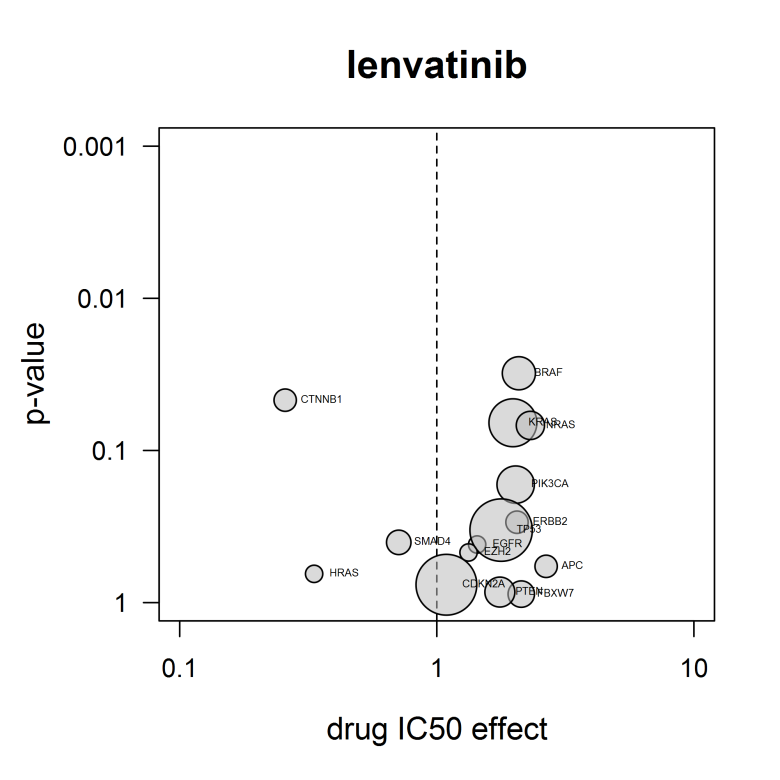 lenvatinib
0.001
0.01
0.1
1
p-value
BRAF
CTNNB1
KRAS
NRAS
PIK3CA
ERBB2
TP53
SMAD4
EGFR
EZH2
APC
HRAS
CDKN2A
PTEN
FBXW7
0.1
1
10
drug IC50 effect